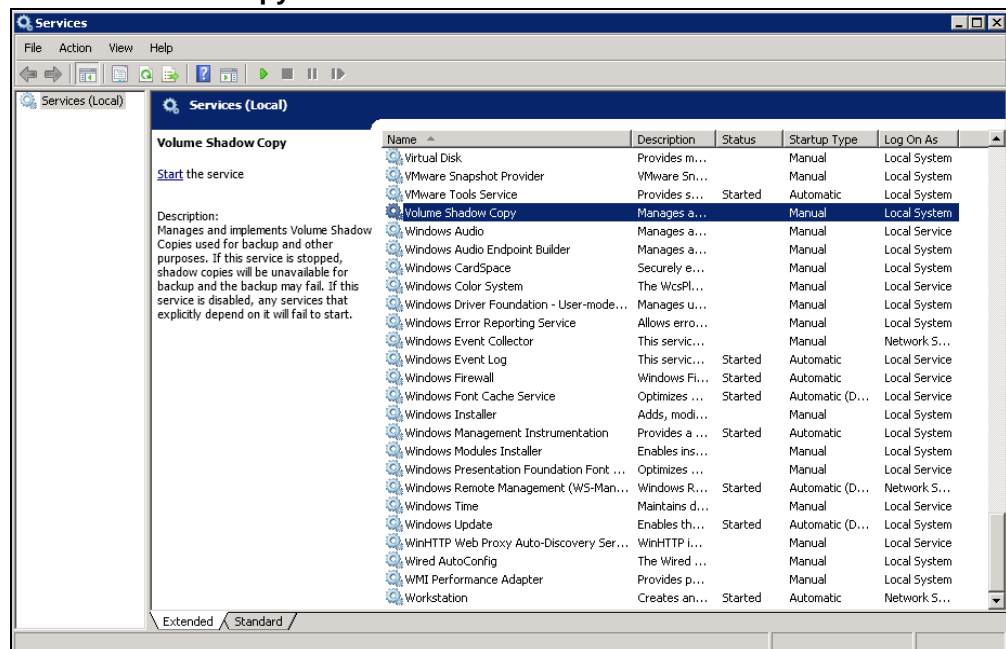 Services
File Action View Help
Services (Local)
Services (Local)
Volume Shadow Copy
Start the service
Description:
Manages and implements Volume Shadow
Copies used for backup and other
purposes. If this service is stopped,
shadow copies will be unavailable for
backup and the backup may fail. If this
service is disabled, any services that
explicitly depend on it will fail to start.
Name Description Status Startup Type Log On As
Virtual Disk Provides m... Manual Local System
VMware Snapshot Provider VMware Sn... Manual Local System
VMware Tools Service Provides s... Started Automatic Local System
Volume Shadow Copy Manages a... Manual Local System
Windows Audio Manages a... Manual Local Service
Windows Audio Endpoint Builder Manages a... Manual Local System
Windows CardSpace Securely e... Manual Local System
Windows Color System The WcsPl... Manual Local Service
Windows Driver Foundation - User-mode... Manages u... Manual Local System
Windows Error Reporting Service Allows erro... Manual Local System
Windows Event Collector This servic... Manual Network S...
Windows Event Log This servic... Started Automatic Local Service
Windows Firewall Windows Fi... Started Automatic Local Service
Windows Font Cache Service Optimizes ... Started Automatic (D... Local Service
Windows Installer Adds, modi... Manual Local System
Windows Management Instrumentation Provides a ... Started Automatic Local System
Windows Modules Installer Enables ins... Manual Local System
Windows Presentation Foundation Font ... Optimizes ... Manual Local Service
Windows Remote Management (WS-Man... Windows R... Started Automatic (D... Network S...
Windows Time Maintains d... Manual Local Service
Windows Update Enables th... Started Automatic (D... Local System
WinHTTP Web Proxy Auto-Discovery Ser... WinHTTP i... Manual Local Service
Wired AutoConfig The Wired ... Manual Local System
WMI Performance Adapter Provides p... Manual Local System
Workstation Creates an... Started Automatic Network S...
Extended Standard